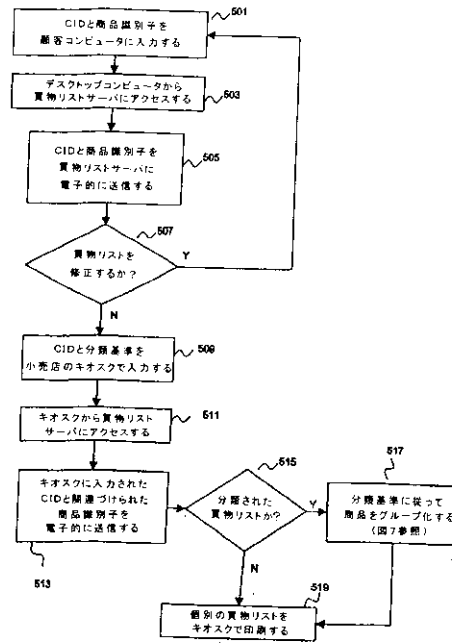 501
CIDと商品識別子を
顧客コンピュータに入力する
デスクトップコンピュータから
買物リストサーバにアクセスする
503
CIDと商品識別子を
買物リストサーバに
電子的に送信する
505
507
買物リストを
修正するか?
Y
N
CIDと分類基準を
小売店のキオスクで入力する
509
キオスクから買物リスト
サーバにアクセスする
511
キオスクに入力された
CIDと関連づけられた
商品識別子を
電子的に送信する
513
515
分類された
買物リストか?
Y
N
517
分類基準に従って
商品をグループ化する
(図7参照)
519
個別の買物リストを
キオスクで印刷する